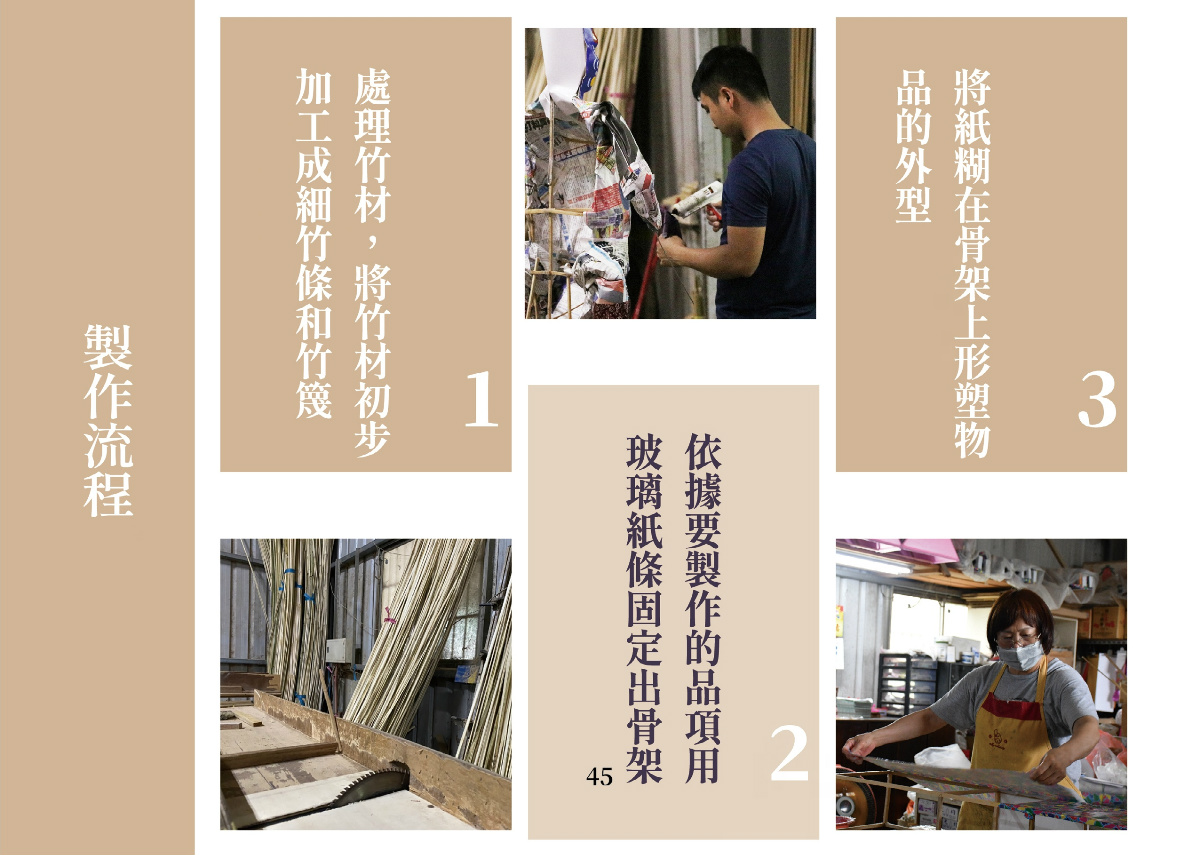 製作流程
處理竹材，將竹材初步
加工成細竹條和竹篾
1
依據要製作的品項用
玻璃紙條固定出骨架
2
45
將紙糊在骨架上形塑物
品的外型
3